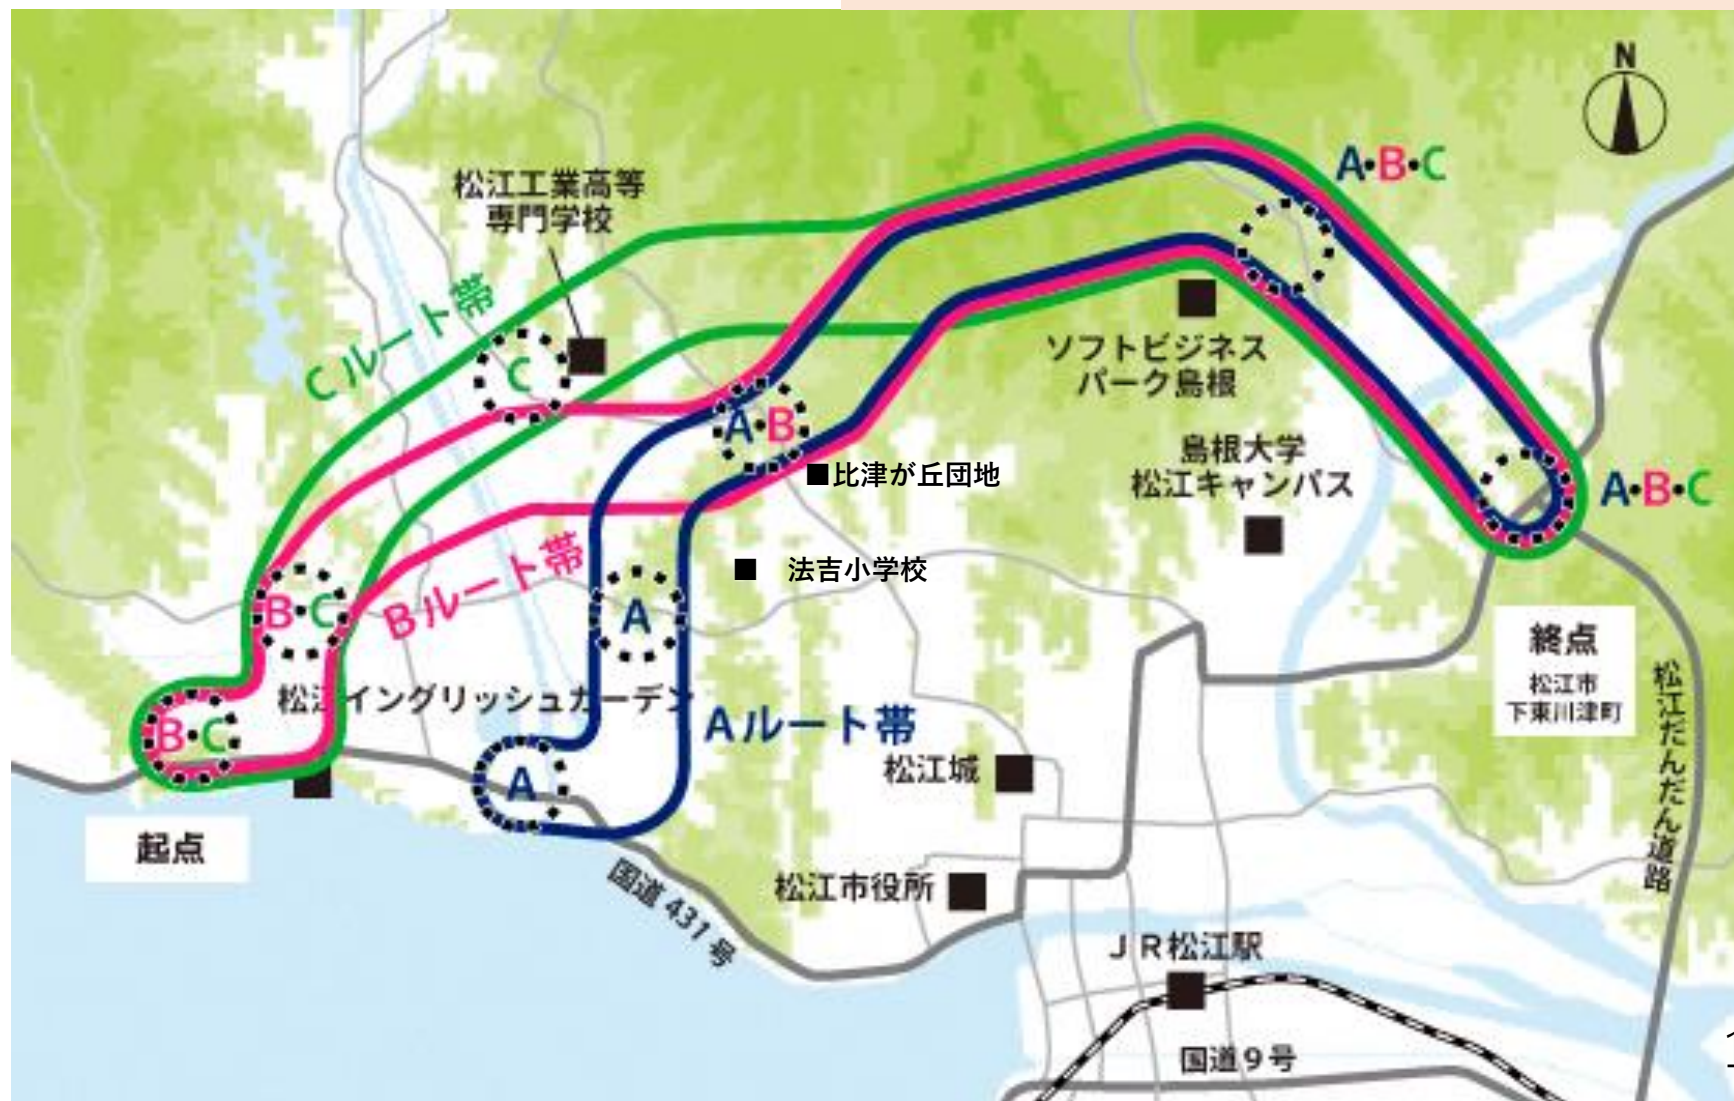 N
A・B・C
松江工業高等
専門学校
Cルート帯
C
ソフトビジネス
パーク島根
A・B
島根大学
松江キャンパス
■比津が丘団地
A・B・C
■ 法吉小学校
B・C
Bルート帯
A
終点
松江市
下東川津町
松江だんだん道路
松江イングリッシュガーデン
B・C
Aルート帯
A
松江城
起点
国道431号
松江市役所
JR松江駅
国道9号